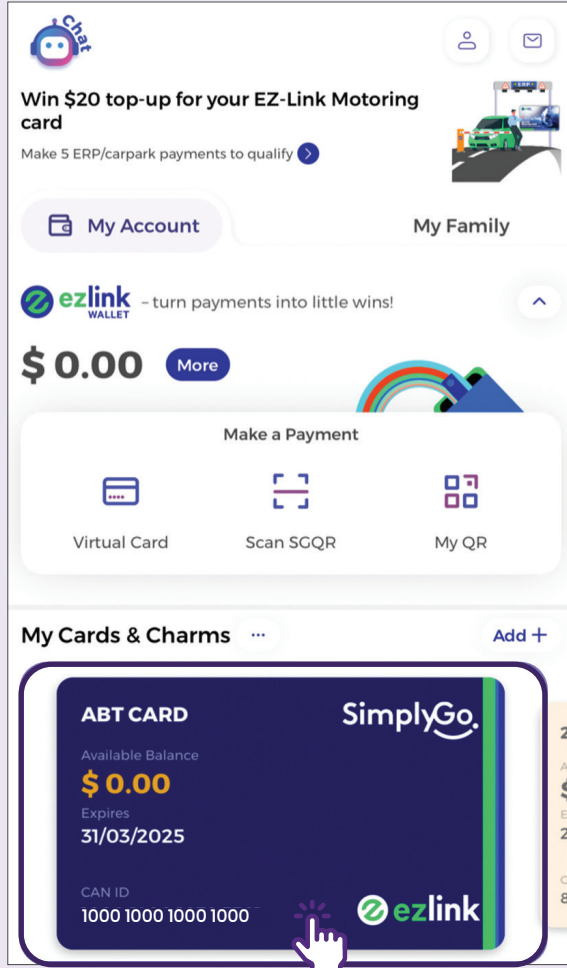 Chat
Win $20 top-up for your EZ-Link Motoring
card
Make 5 ERP/carpark payments to qualify
ERP
My Account
My Family
ezlink
WALLET
– turn payments into little wins!
$ 0.00
More
Make a Payment
Virtual Card
Scan SGQR
My QR
My Cards & Charms
...
Add +
ABT CARD
SimplyGo.
Available Balance
$ 0.00
Expires
31/03/2025
CAN ID
1000 1000 1000 1000
ezlink